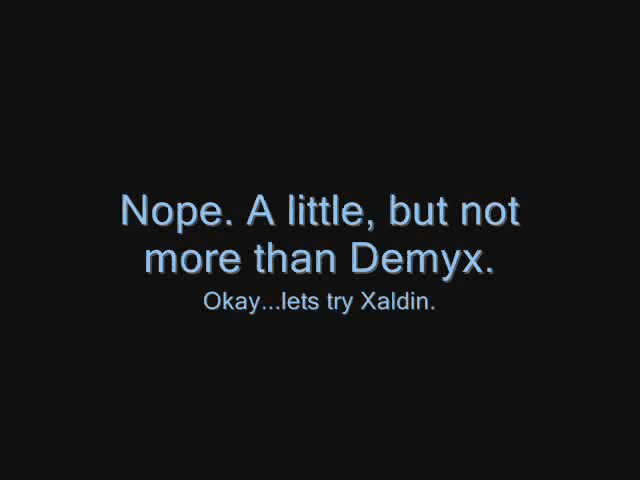 Nope. A little, but not
more than Demyx.
Okay...lets try Xaldin.